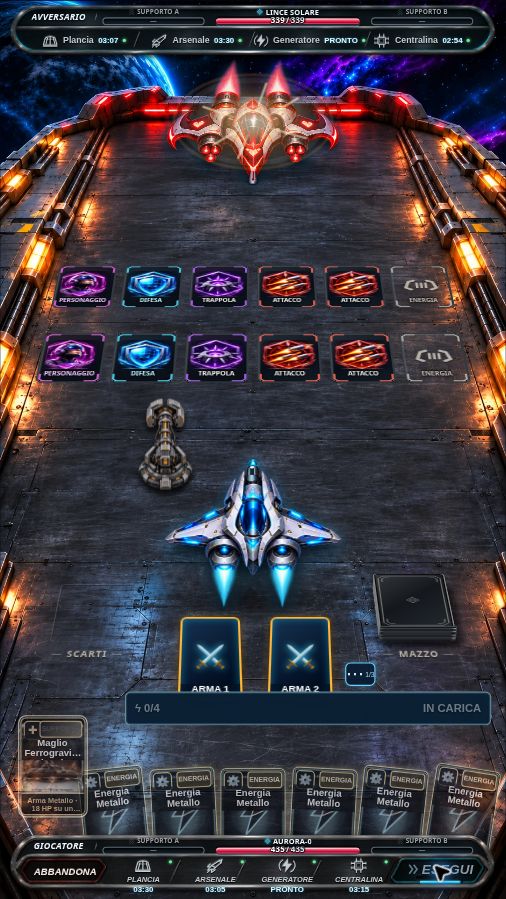 AVVERSARIO
SUPPORTO A
—
LINCE SOLARE
339/339
SUPPORTO B
—
Plancia 03:07
Arsenale 03:30
Generatore PRONTO
Centralina 02:54
PERSONAGGIO
DIFESA
TRAPPOLA
ATTACCO
ATTACCO
ENERGIA
PERSONAGGIO
DIFESA
TRAPPOLA
ATTACCO
ATTACCO
ENERGIA
— SCARTI
MAZZO —
ARMA 1
ARMA 2
••• 1/3
ϟ 0/4
IN CARICA
Maglio
Ferrogravi...
Arma Metallo ·
18 HP su un...
ENERGIA
Energia
Metallo
ENERGIA
Energia
Metallo
ENERGIA
Energia
Metallo
ENERGIA
Energia
Metallo
ENERGIA
Energia
Metallo
ENERGIA
Energia
Metallo
GIOCATORE
SUPPORTO A
—
AURORA-0
435/435
SUPPORTO B
—
ABBANDONA
PLANCIA
03:30
ARSENALE
03:05
GENERATORE
PRONTO
CENTRALINA
03:15
» ESEGUI